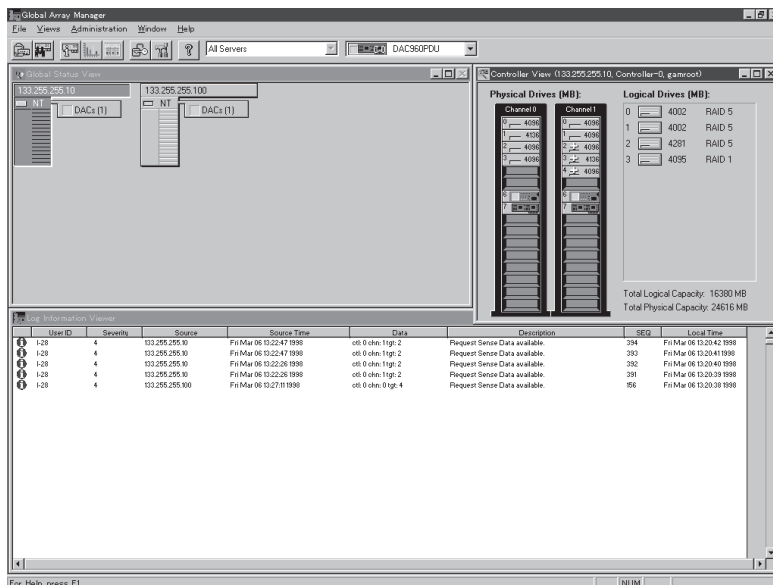 Global Array Manager
File Views Administration Window Help
All Servers
DAC960PDU
Global Status View
133.255.255.10
133.255.255.100
NT
DACs (1)
NT
DACs (1)
Controller View (133.255.255.10, Controller-0, gamroot)
Physical Drives (MB):
Logical Drives (MB):
Channel 0
Channel 1
0 4096
1 4136
2 4096
3 4096
6
7
0 4096
1 4096
2 4096
3 4136
4 4096
6
7
0 4002 RAID 5
1 4002 RAID 5
2 4281 RAID 5
3 4095 RAID 1
Total Logical Capacity: 16380 MB
Total Physical Capacity: 24616 MB
Log Information Viewer
User ID Severity Source Source Time Data Description SEQ Local Time
I-28 4 133.255.255.10 Fri Mar 06 13:22:47 1998 ctl: 0 chn: 1 tgt: 2 Request Sense Data available. 394 Fri Mar 06 13:20:42 1998
I-28 4 133.255.255.10 Fri Mar 06 13:22:47 1998 ctl: 0 chn: 1 tgt: 2 Request Sense Data available. 393 Fri Mar 06 13:20:41 1998
I-28 4 133.255.255.10 Fri Mar 06 13:22:26 1998 ctl: 0 chn: 1 tgt: 2 Request Sense Data available. 392 Fri Mar 06 13:20:40 1998
I-28 4 133.255.255.10 Fri Mar 06 13:22:26 1998 ctl: 0 chn: 1 tgt: 2 Request Sense Data available. 391 Fri Mar 06 13:20:39 1998
I-28 4 133.255.255.100 Fri Mar 06 13:27:11 1998 ctl: 0 chn: 0 tgt: 4 Request Sense Data available. 156 Fri Mar 06 13:20:38 1998
For Help, press F1
NUM